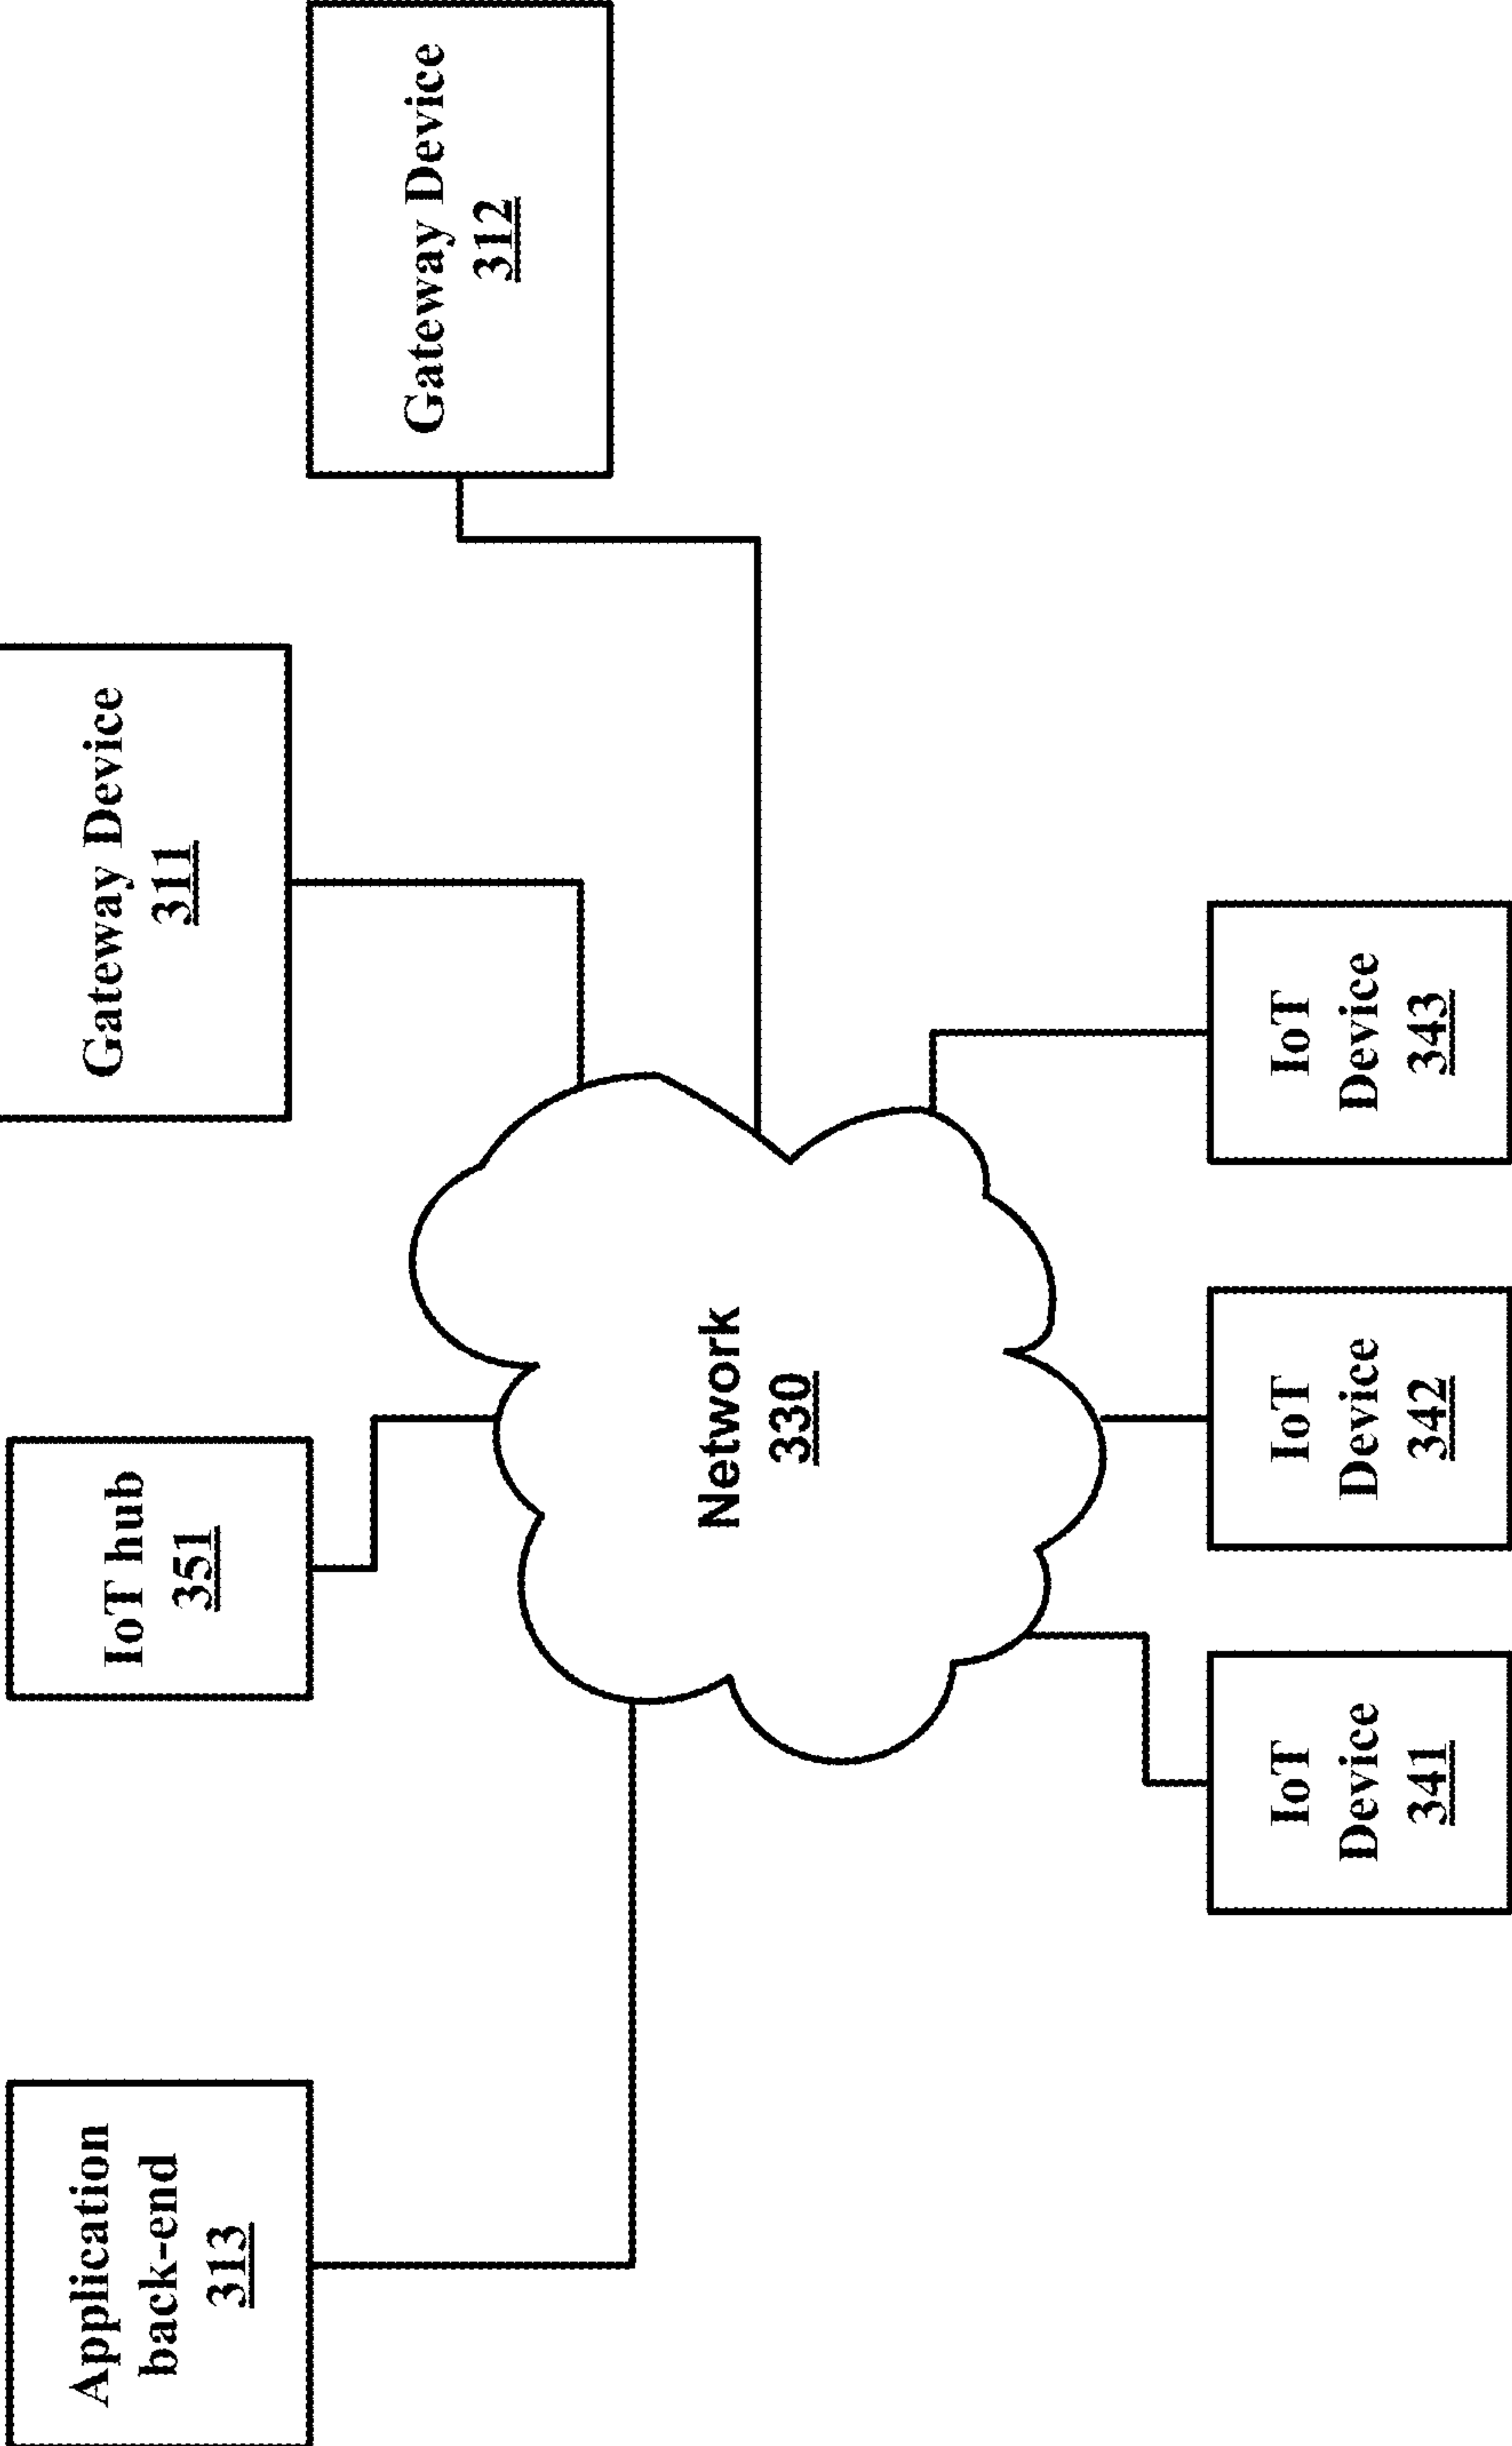 Application
back-end
313
IoT hub
351
Gateway Device
311
Gateway Device
312
Network
330
IoT
Device
341
IoT
Device
342
IoT
Device
343